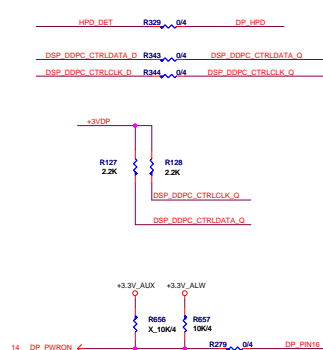 HPD_DET R329 0/4 DP_HPD
DSP_DDPC_CTRLDATA_D R343 0/4 DSP_DDPC_CTRLDATA_Q
DSP_DDPC_CTRLCLK_D R344 0/4 DSP_DDPC_CTRLCLK_Q
+3VDP
R127 R128
2.2K 2.2K
DSP_DDPC_CTRLCLK_Q
DSP_DDPC_CTRLDATA_Q
+3.3V_AUX +3.3V_ALW
R656 R657
X_10K/4 10K/4
14 DP_PWRON R279 0/4 DP_PIN16